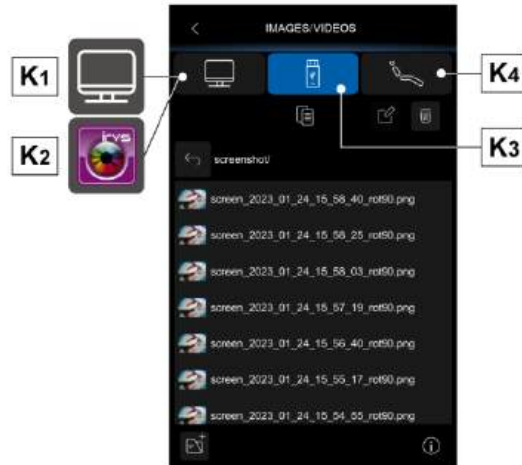 IMAGES/VIDEOS
K1
K4
irys
K2
K3
screenshot/
screen_2023_01_24_15_58_40_rot90.png
screen_2023_01_24_15_58_25_rot90.png
screen_2023_01_24_15_58_03_rot90.png
screen_2023_01_24_15_57_19_rot90.png
screen_2023_01_24_15_56_40_rot90.png
screen_2023_01_24_15_55_17_rot90.png
screen_2023_01_24_15_54_55_rot90.png